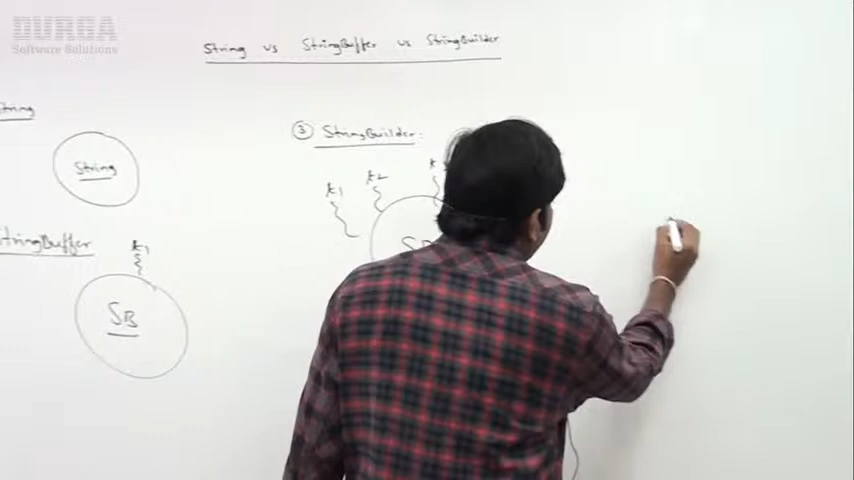 DURGA
Software Solutions
String vs StringBuffer vs StringBuilder
String
③ StringBuilder:
String
t1 t2
StringBuffer
t1
SB